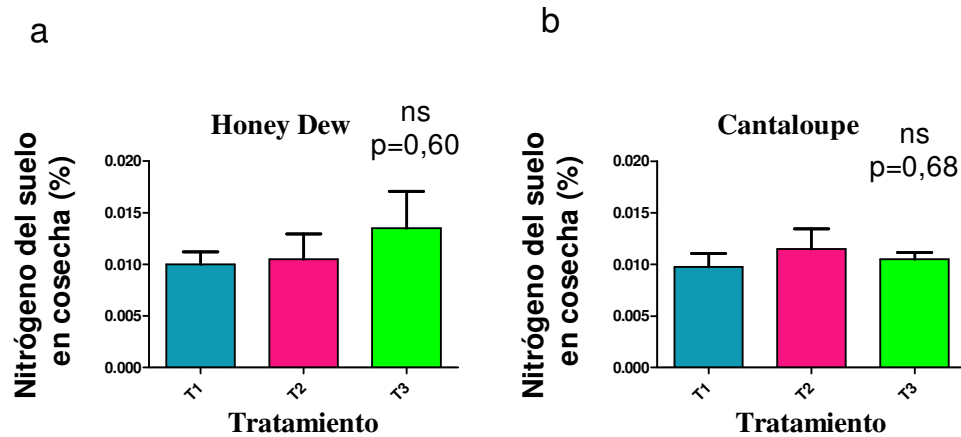 a
Honey Dew
ns
p=0,60
Nitrógeno del suelo
en cosecha (%)
0.020
0.015
0.010
0.005
0.000
T1
T2
T3
Tratamiento
b
Cantaloupe
ns
p=0,68
Nitrógeno del suelo
en cosecha (%)
0.020
0.015
0.010
0.005
0.000
T1
T2
T3
Tratamiento